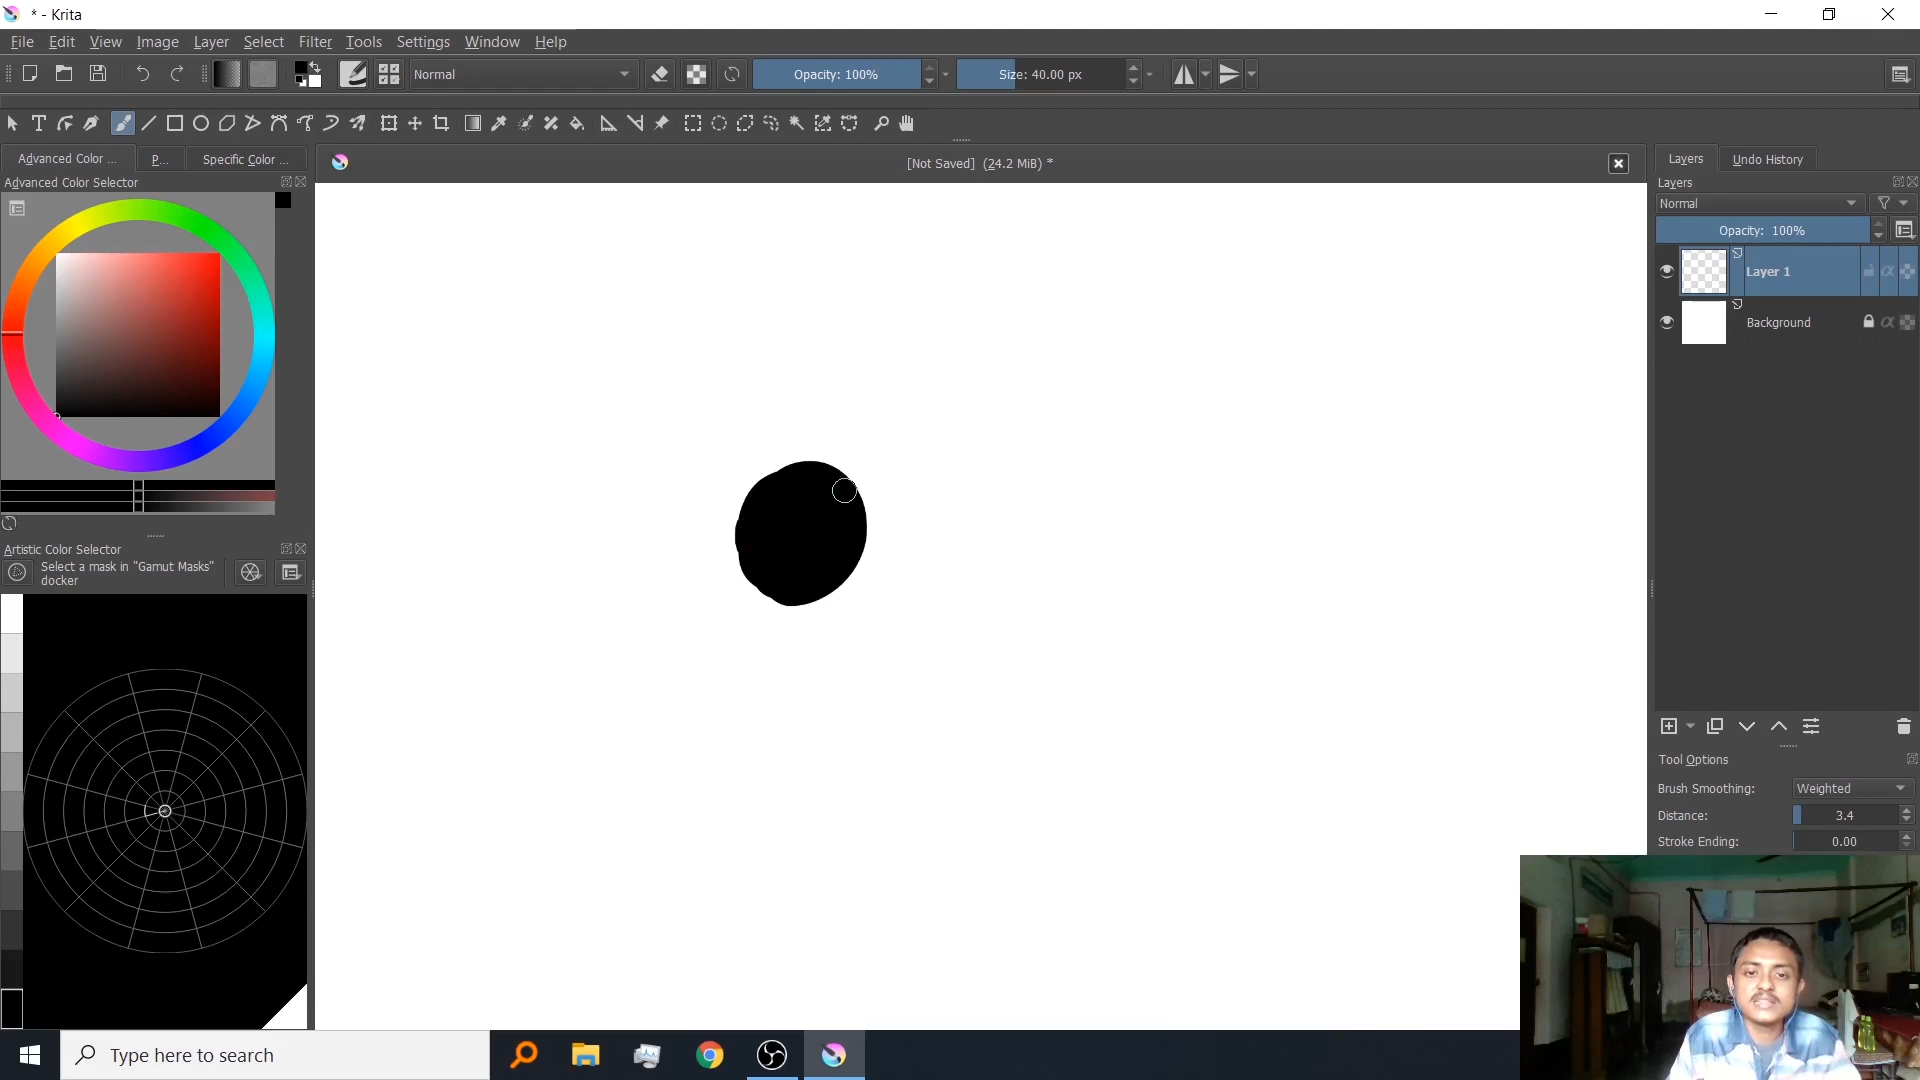 * - Krita
File Edit View Image Layer Select Filter Tools Settings Window Help
Normal
Opacity: 100%
Size: 40.00 px
Advanced Color ...
P...
Specific Color ...
[Not Saved] (24.2 MiB) *
Layers
Undo History
Advanced Color Selector
Layers
Normal
Opacity: 100%
Layer 1
Background
Artistic Color Selector
Select a mask in "Gamut Masks"
docker
Tool Options
Brush Smoothing: Weighted
Distance: 3.4
Stroke Ending: 0.00
Type here to search